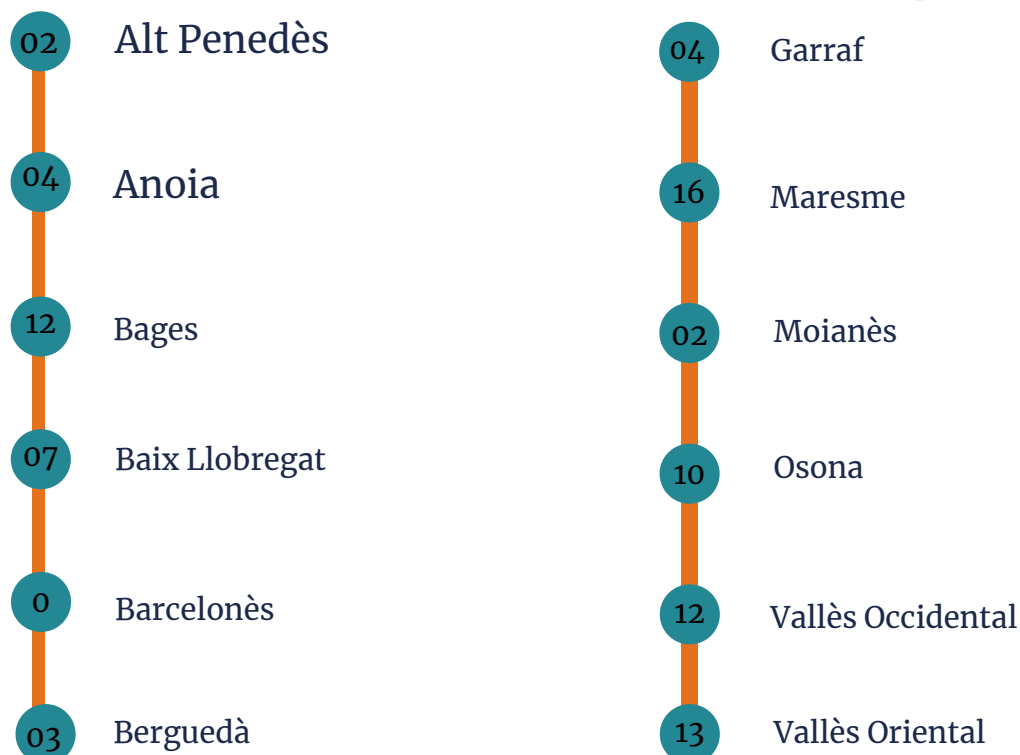 02 Alt Penedès
04 Anoia
12 Bages
07 Baix Llobregat
0 Barcelonès
03 Berguedà
04 Garraf
16 Maresme
02 Moianès
10 Osona
12 Vallès Occidental
13 Vallès Oriental